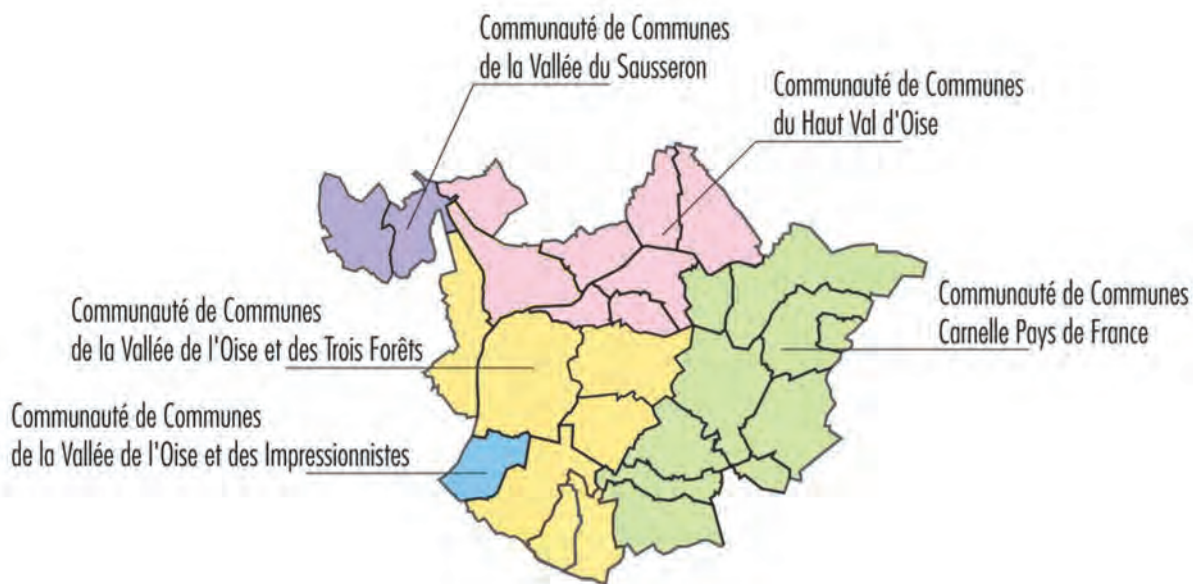 Communauté de Communes
de la Vallée du Sausseron
Communauté de Communes
du Haut Val d'Oise
Communauté de Communes
de la Vallée de l'Oise et des Trois Forêts
Communauté de Communes
Carnelle Pays de France
Communauté de Communes
de la Vallée de l'Oise et des Impressionnistes